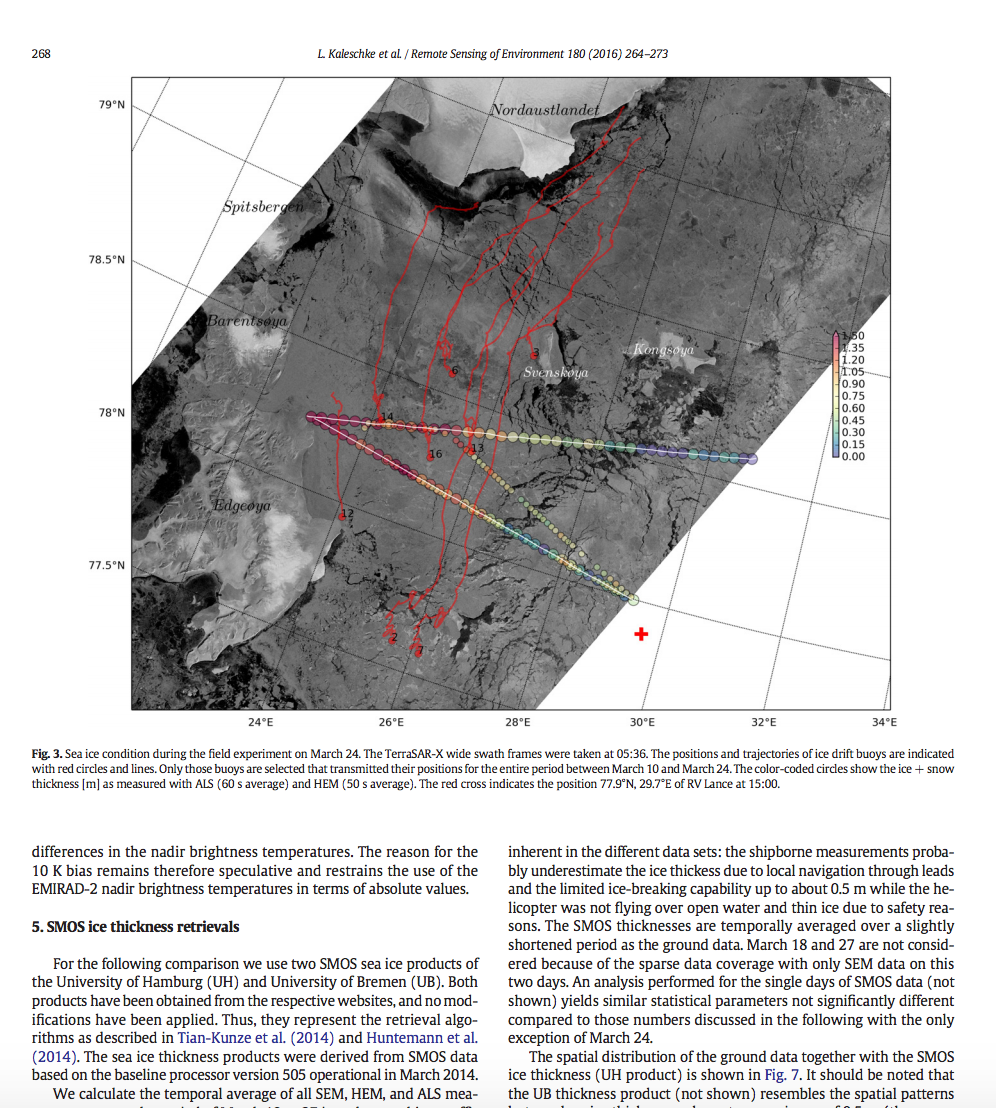 268
L. Kaleschke et al. / Remote Sensing of Environment 180 (2016) 264–273
79°N
Nordaustlandet
Spitsbergen
78.5°N
Barentsøya
Kongsøya
Svenskøya
3
6
1.50
1.35
1.20
1.05
0.90
0.75
0.60
0.45
0.30
0.15
0.00
78°N
14
16
13
Edgeøya
12
77.5°N
2
7
24°E
26°E
28°E
30°E
32°E
34°E
Fig. 3. Sea ice condition during the field experiment on March 24. The TerraSAR-X wide swath frames were taken at 05:36. The positions and trajectories of ice drift buoys are indicated
with red circles and lines. Only those buoys are selected that transmitted their positions for the entire period between March 10 and March 24. The color-coded circles show the ice + snow
thickness [m] as measured with ALS (60 s average) and HEM (50 s average). The red cross indicates the position 77.9°N, 29.7°E of RV Lance at 15:00.
differences in the nadir brightness temperatures. The reason for the
10 K bias remains therefore speculative and restrains the use of the
EMIRAD-2 nadir brightness temperatures in terms of absolute values.
5. SMOS ice thickness retrievals
For the following comparison we use two SMOS sea ice products of
the University of Hamburg (UH) and University of Bremen (UB). Both
products have been obtained from the respective websites, and no mod-
ifications have been applied. Thus, they represent the retrieval algo-
rithms as described in Tian-Kunze et al. (2014) and Huntemann et al.
(2014). The sea ice thickness products were derived from SMOS data
based on the baseline processor version 505 operational in March 2014.
We calculate the temporal average of all SEM, HEM, and ALS mea-
inherent in the different data sets: the shipborne measurements proba-
bly underestimate the ice thickess due to local navigation through leads
and the limited ice-breaking capability up to about 0.5 m while the he-
licopter was not flying over open water and thin ice due to safety rea-
sons. The SMOS thicknesses are temporally averaged over a slightly
shortened period as the ground data. March 18 and 27 are not consid-
ered because of the sparse data coverage with only SEM data on this
two days. An analysis performed for the single days of SMOS data (not
shown) yields similar statistical parameters not significantly different
compared to those numbers discussed in the following with the only
exception of March 24.
The spatial distribution of the ground data together with the SMOS
ice thickness (UH product) is shown in Fig. 7. It should be noted that
the UB thickness product (not shown) resembles the spatial patterns